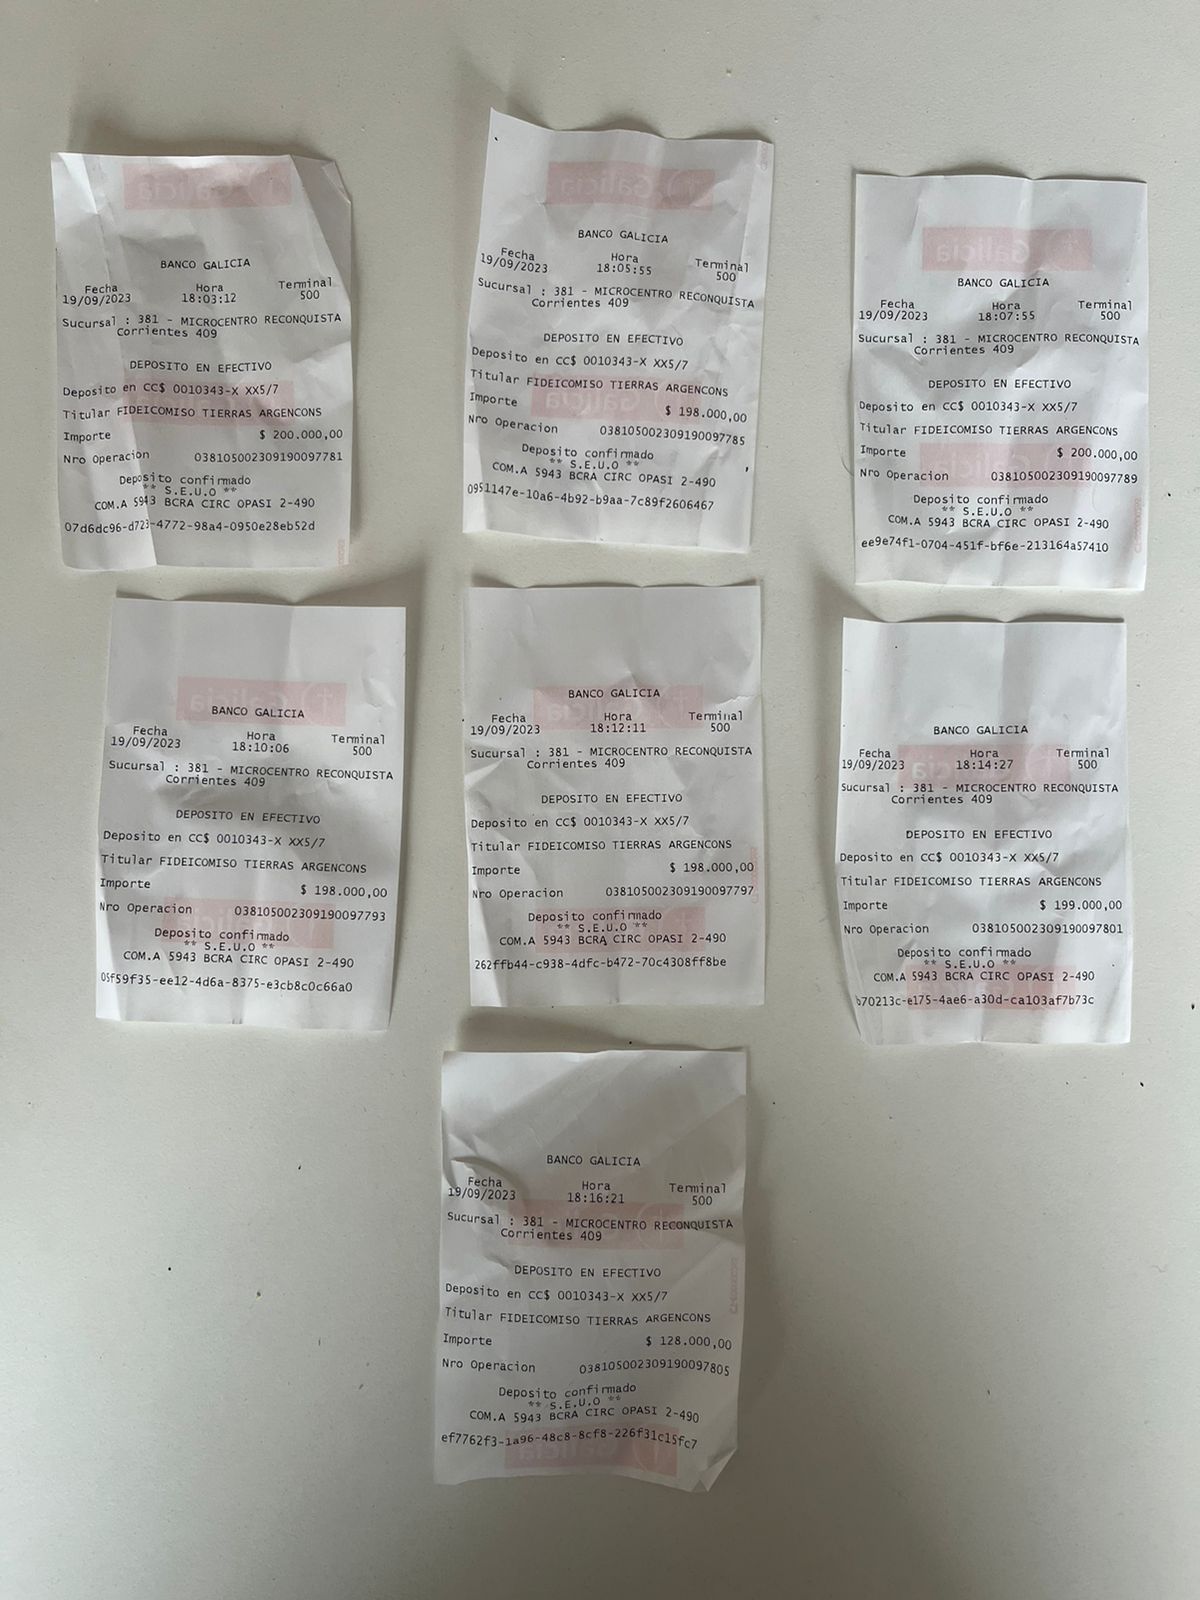 Galicia
BANCO GALICIA
Fecha Hora Terminal
19/09/2023 18:03:12 500
Sucursal : 381 - MICROCENTRO RECONQUISTA
Corrientes 409
DEPOSITO EN EFECTIVO
Deposito en CC$ 0010343-X XX5/7
Titular FIDEICOMISO TIERRAS ARGENCONS
Importe $ 200.000,00
Nro Operacion 038105002309190097781
Deposito confirmado
** S.E.U.O **
COM.A 5943 BCRA CIRC OPASI 2-490
07d6dc96-d723-4772-98a4-0950e28eb52d
Galicia
BANCO GALICIA
Fecha Hora Terminal
19/09/2023 18:05:55 500
Sucursal : 381 - MICROCENTRO RECONQUISTA
Corrientes 409
DEPOSITO EN EFECTIVO
Deposito en CC$ 0010343-X XX5/7
Titular FIDEICOMISO TIERRAS ARGENCONS
Galicia
Importe $ 198.000,00
Nro Operacion 038105002309190097785
Deposito confirmado
** S.E.U.O **
COM.A 5943 BCRA CIRC OPASI 2-490
0951147e-10a6-4b92-b9aa-7c89f2606467
Galicia
BANCO GALICIA
Fecha Hora Terminal
19/09/2023 18:07:55 500
Sucursal : 381 - MICROCENTRO RECONQUISTA
Corrientes 409
DEPOSITO EN EFECTIVO
Deposito en CC$ 0010343-X XX5/7
Titular FIDEICOMISO TIERRAS ARGENCONS
Importe $ 200.000,00
Nro Operacion 038105002309190097789
Deposito confirmado
** S.E.U.O **
COM.A 5943 BCRA CIRC OPASI 2-490
ee9e74f1-0704-451f-bf6e-213164a57410
Galicia
BANCO GALICIA
Fecha Hora Terminal
19/09/2023 18:10:06 500
Sucursal : 381 - MICROCENTRO RECONQUISTA
Corrientes 409
DEPOSITO EN EFECTIVO
Deposito en CC$ 0010343-X XX5/7
Titular FIDEICOMISO TIERRAS ARGENCONS
Importe $ 198.000,00
Nro Operacion 038105002309190097793
Deposito confirmado
** S.E.U.O **
COM.A 5943 BCRA CIRC OPASI 2-490
05f59f35-ee12-4d6a-8375-e3cb8c0c66a0
BANCO GALICIA
Fecha Hora Terminal
19/09/2023 18:12:11 500
Sucursal : 381 - MICROCENTRO RECONQUISTA
Corrientes 409
DEPOSITO EN EFECTIVO
Deposito en CC$ 0010343-X XX5/7
Titular FIDEICOMISO TIERRAS ARGENCONS
Importe $ 198.000,00
Nro Operacion 038105002309190097797
Deposito confirmado
** S.E.U.O **
COM.A 5943 BCRA CIRC OPASI 2-490
262ffb44-c938-4dfc-b472-70c4308ff8be
BANCO GALICIA
Fecha Hora Terminal
19/09/2023 18:14:27 500
Sucursal : 381 - MICROCENTRO RECONQUISTA
Corrientes 409
DEPOSITO EN EFECTIVO
Deposito en CC$ 0010343-X XX5/7
Titular FIDEICOMISO TIERRAS ARGENCONS
Importe $ 199.000,00
Nro Operacion 038105002309190097801
Deposito confirmado
** S.E.U.O **
COM.A 5943 BCRA CIRC OPASI 2-490
b70213c-e175-4ae6-a30d-ca103af7b73c
BANCO GALICIA
Fecha Hora Terminal
19/09/2023 18:16:21 500
Sucursal : 381 - MICROCENTRO RECONQUISTA
Corrientes 409
DEPOSITO EN EFECTIVO
Deposito en CC$ 0010343-X XX5/7
Titular FIDEICOMISO TIERRAS ARGENCONS
Importe $ 128.000,00
Nro Operacion 038105002309190097805
Deposito confirmado
** S.E.U.O **
COM.A 5943 BCRA CIRC OPASI 2-490
ef7762f3-1a96-48c8-8cf8-226f31c15fc7